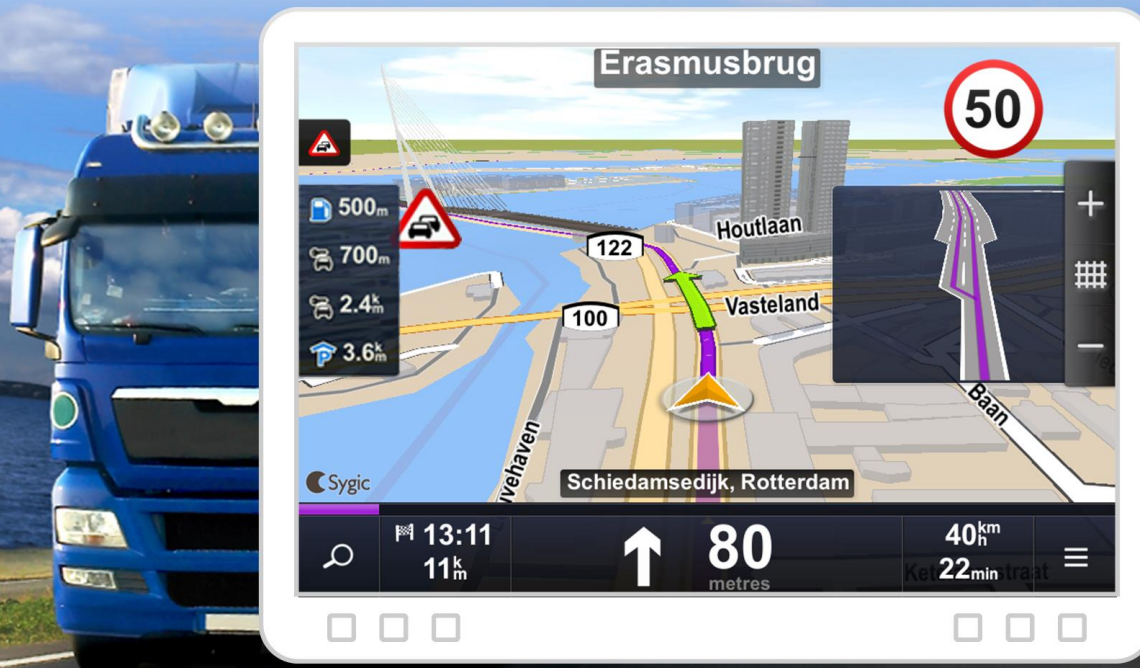 Erasmusbrug
50
500m
700m
2.4km
3.6km
P
122
Houtlaan
100
Vasteland
Baan
vehaven
Sygic
Schiedamsedijk, Rotterdam
13:11
11km
80
metres
40km/h
22min